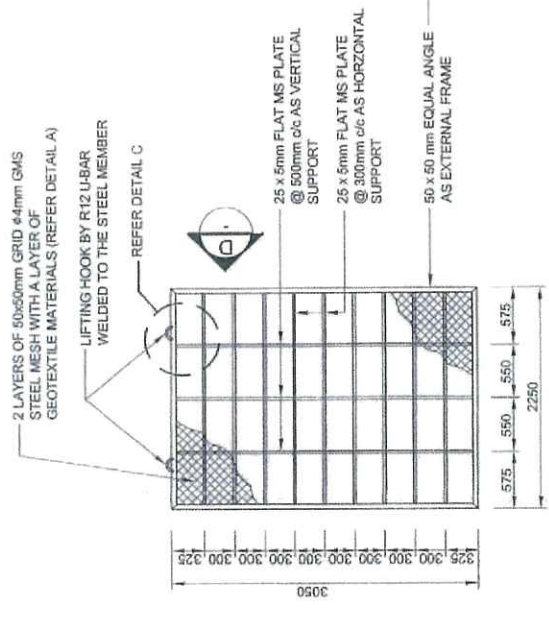 2 LAYERS OF 50x50mm GRID ø4mm GMS
STEEL MESH WITH A LAYER OF
GEOTEXTILE MATERIALS (REFER DETAIL A)
LIFTING HOOK BY R12 U-BAR
WELDED TO THE STEEL MEMBER
REFER DETAIL C
D
-
25 x 5mm FLAT MS PLATE
@ 500mm c/c AS VERTICAL
SUPPORT
25 x 5mm FLAT MS PLATE
@ 300mm c/c AS HORZONTAL
SUPPORT
50 x 50 mm EQUAL ANGLE
AS EXTERNAL FRAME
325
300
300
300
300
300
300
300
300
325
3050
575
550
550
575
2250